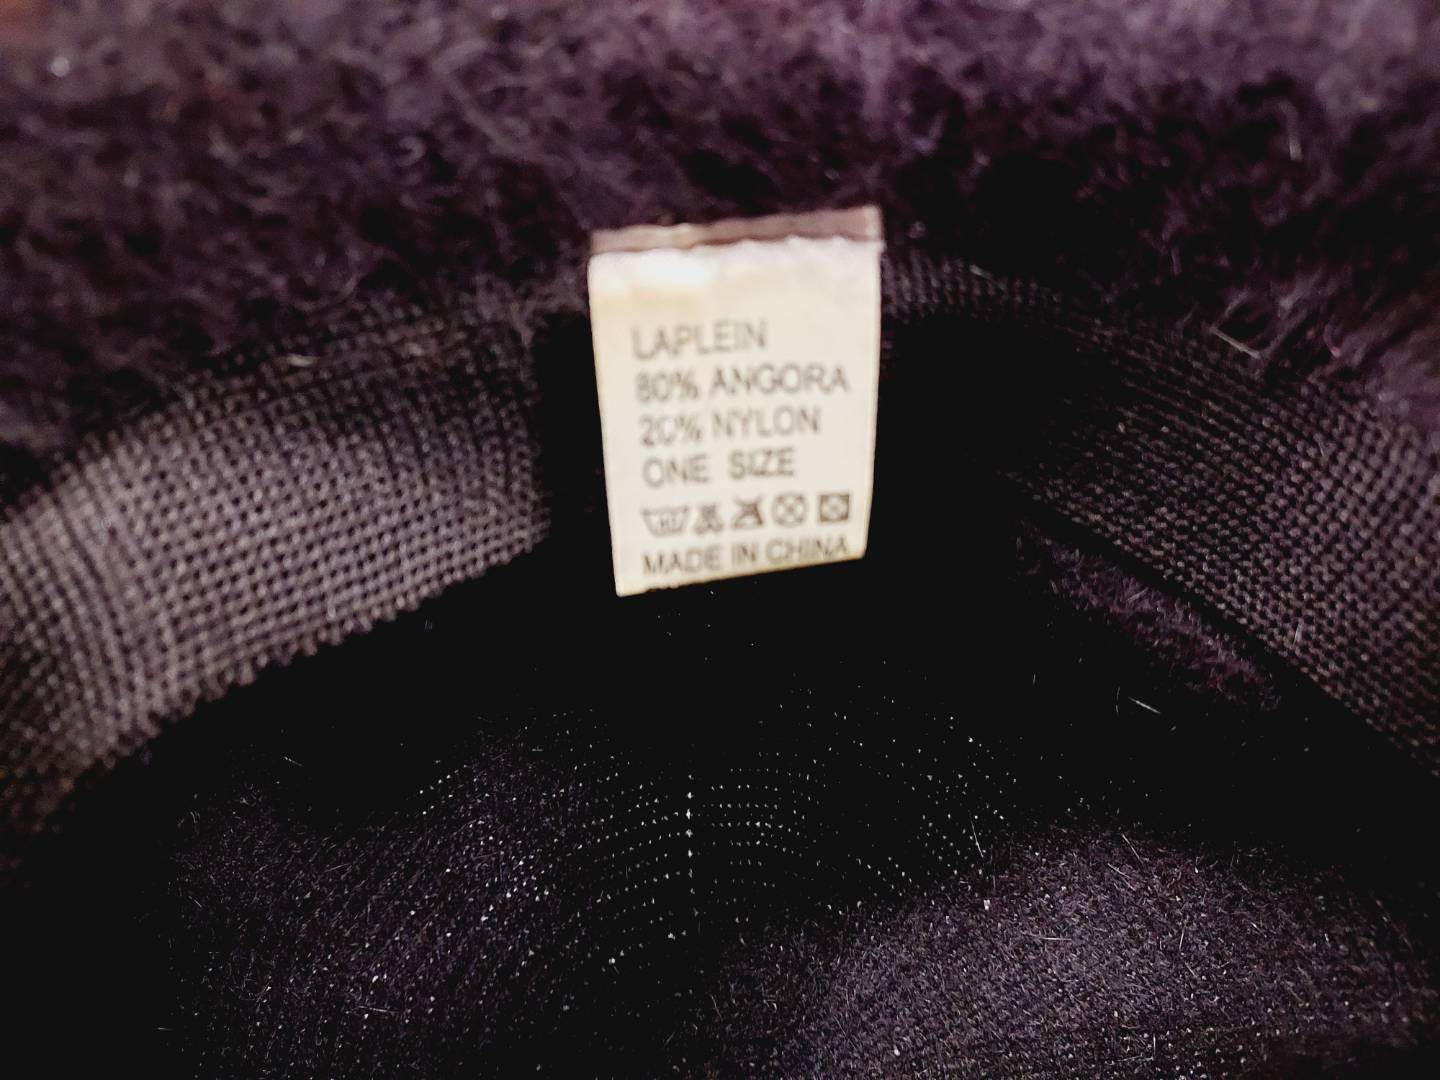 LAPLEIN
80% ANGORA
20% NYLON
ONE SIZE
MADE IN CHINA